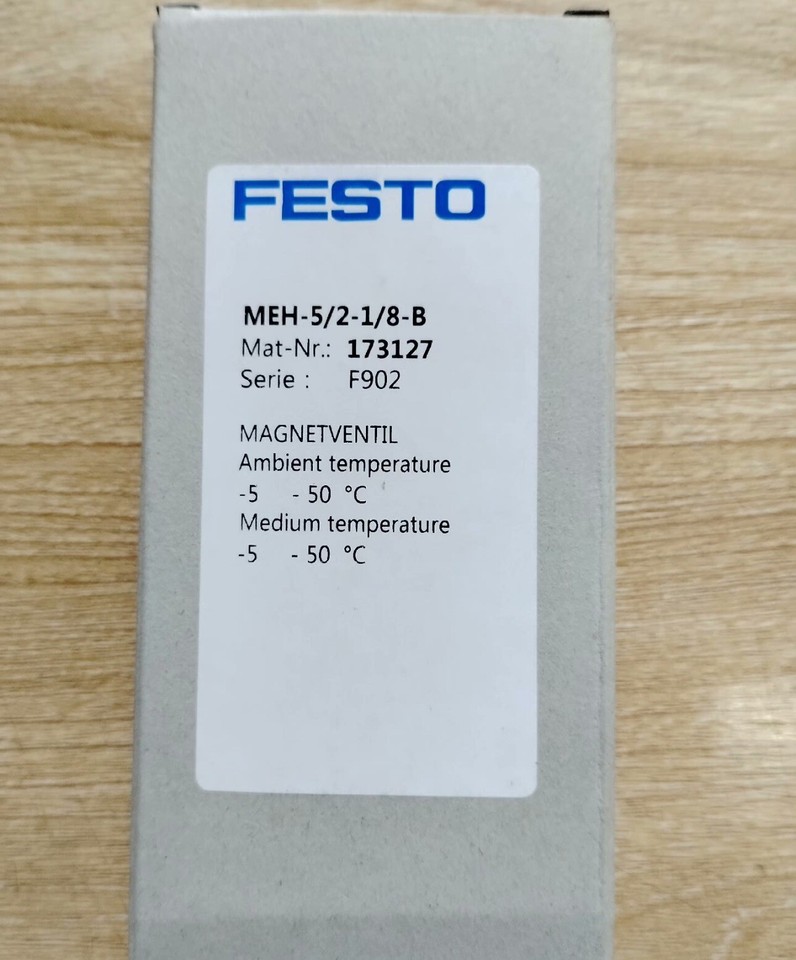 FESTO
MEH-5/2-1/8-B
Mat-Nr.: 173127
Serie : F902
MAGNETVENTIL
Ambient temperature
-5 - 50 °C
Medium temperature
-5 - 50 °C